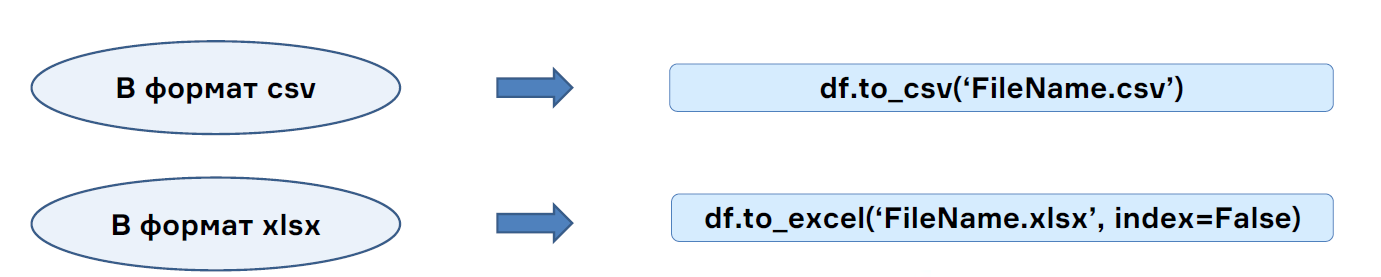 В формат csv
df.to_csv(‘FileName.csv’)
В формат xlsx
df.to_excel(‘FileName.xlsx’, index=False)